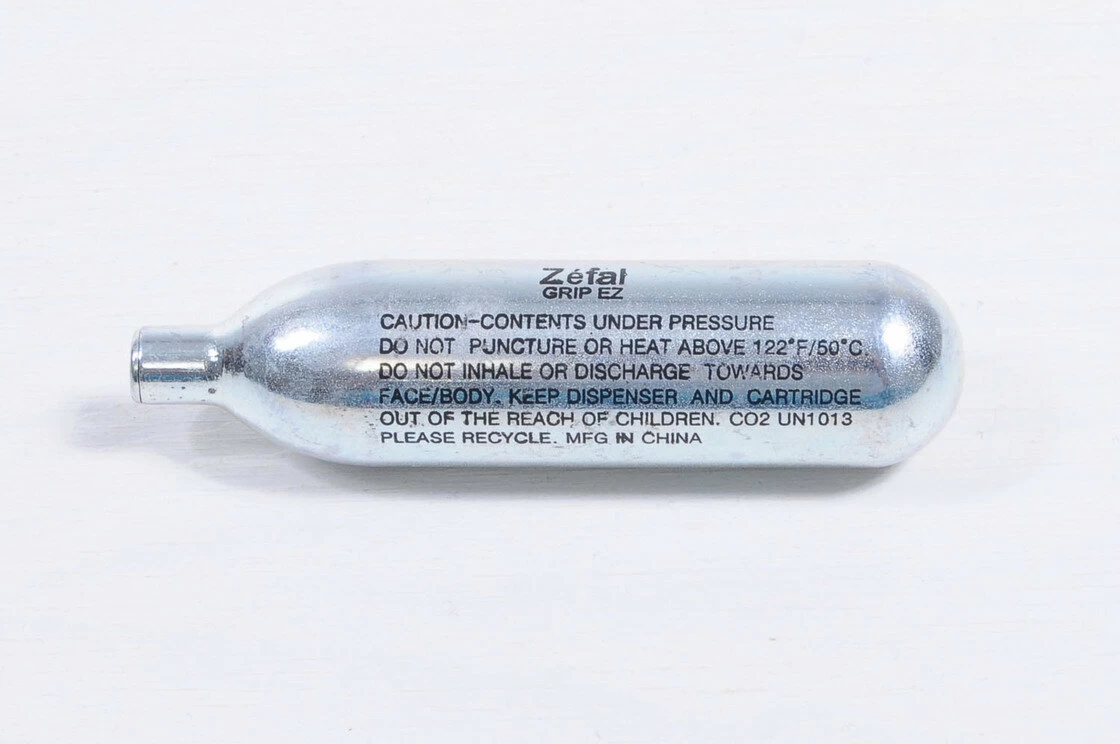 Zéfal
GRIP EZ
CAUTION-CONTENTS UNDER PRESSURE
DO NOT PUNCTURE OR HEAT ABOVE 122°F/50°C.
DO NOT INHALE OR DISCHARGE TOWARDS
FACE/BODY. KEEP DISPENSER AND CARTRIDGE
OUT OF THE REACH OF CHILDREN. CO2 UN1013
PLEASE RECYCLE. MFG IN CHINA